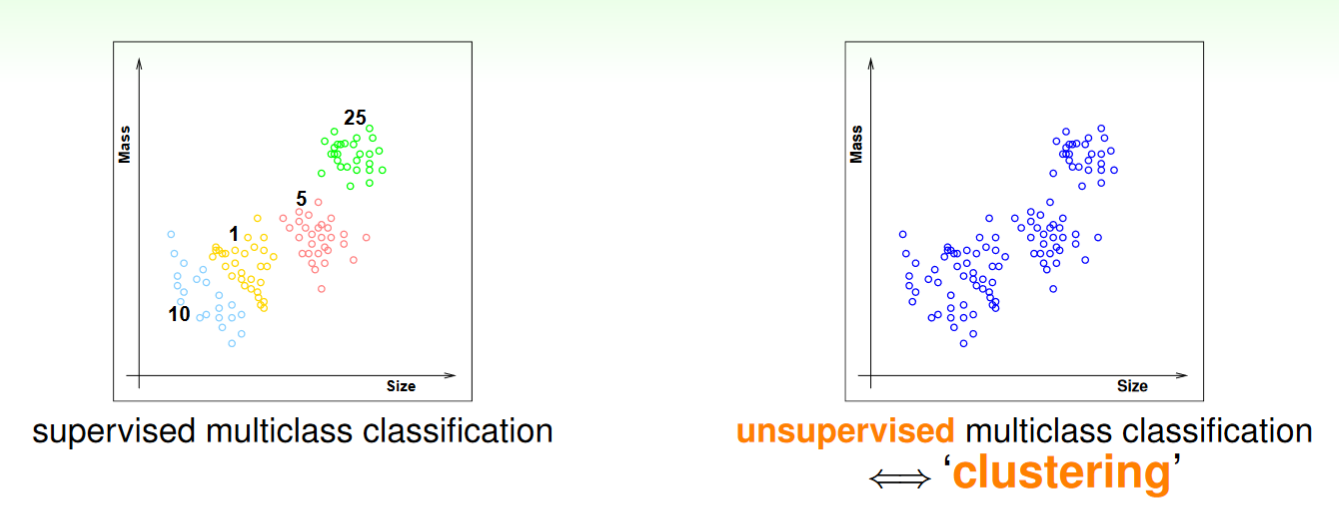 25
Mass
5
1
10
Size
supervised multiclass classification
Mass
Size
unsupervised multiclass classification
⟺ ‘clustering’